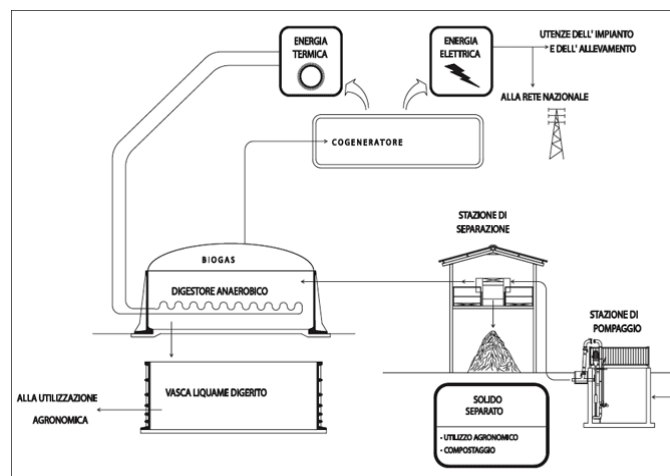 ENERGIA
TERMICA
ENERGIA
ELETTRICA
UTENZE DELL' IMPIANTO
E DELL' ALLEVAMENTO
ALLA RETE NAZIONALE
COGENERATORE
STAZIONE DI
SEPARAZIONE
BIOGAS
DIGESTORE ANAEROBICO
STAZIONE DI
POMPAGGIO
VASCA LIQUAME DIGERITO
ALLA UTILIZZAZIONE
AGRONOMICA
SOLIDO
SEPARATO
- UTILIZO AGRONOMICO
- COMPOSTAGGIO